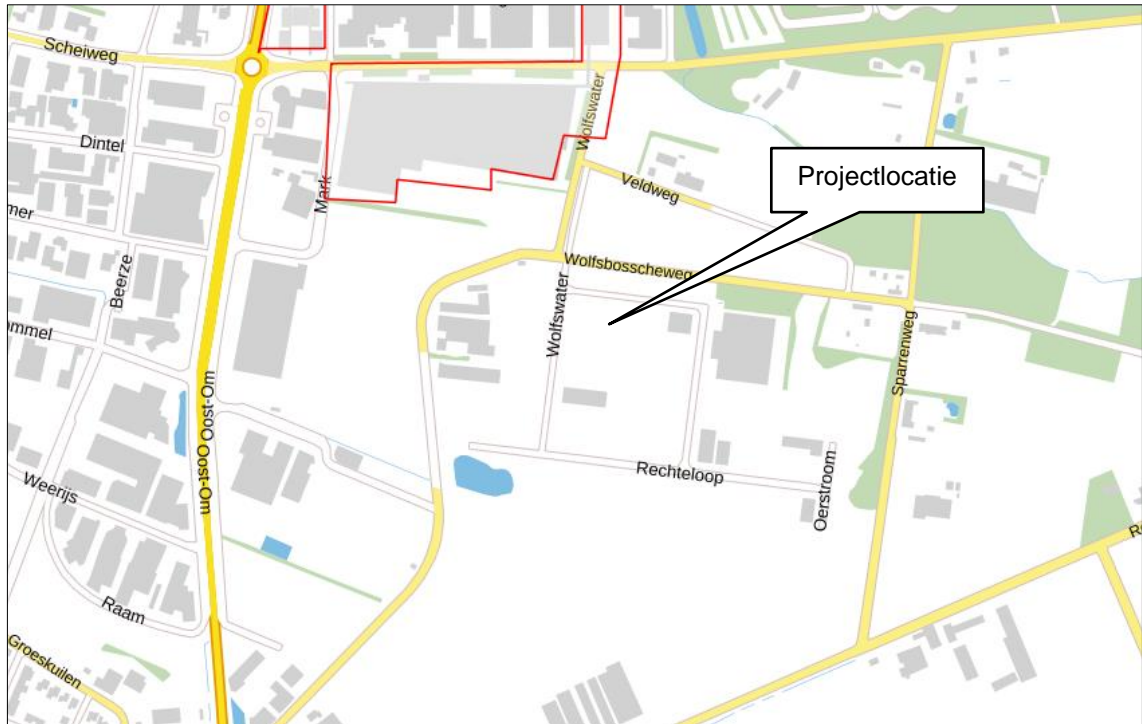 Scheiweg
Wolfswater
Dintel
Projectlocatie
Veldweg
Mark
mer
Wolfsbosscheweg
Beerze
Wolfswater
mmel
Sparrenweg
Oost-Om
Oost-Om
Rechteloop
Weerijs
Oerstroom
R
Raam
Groeskuilen